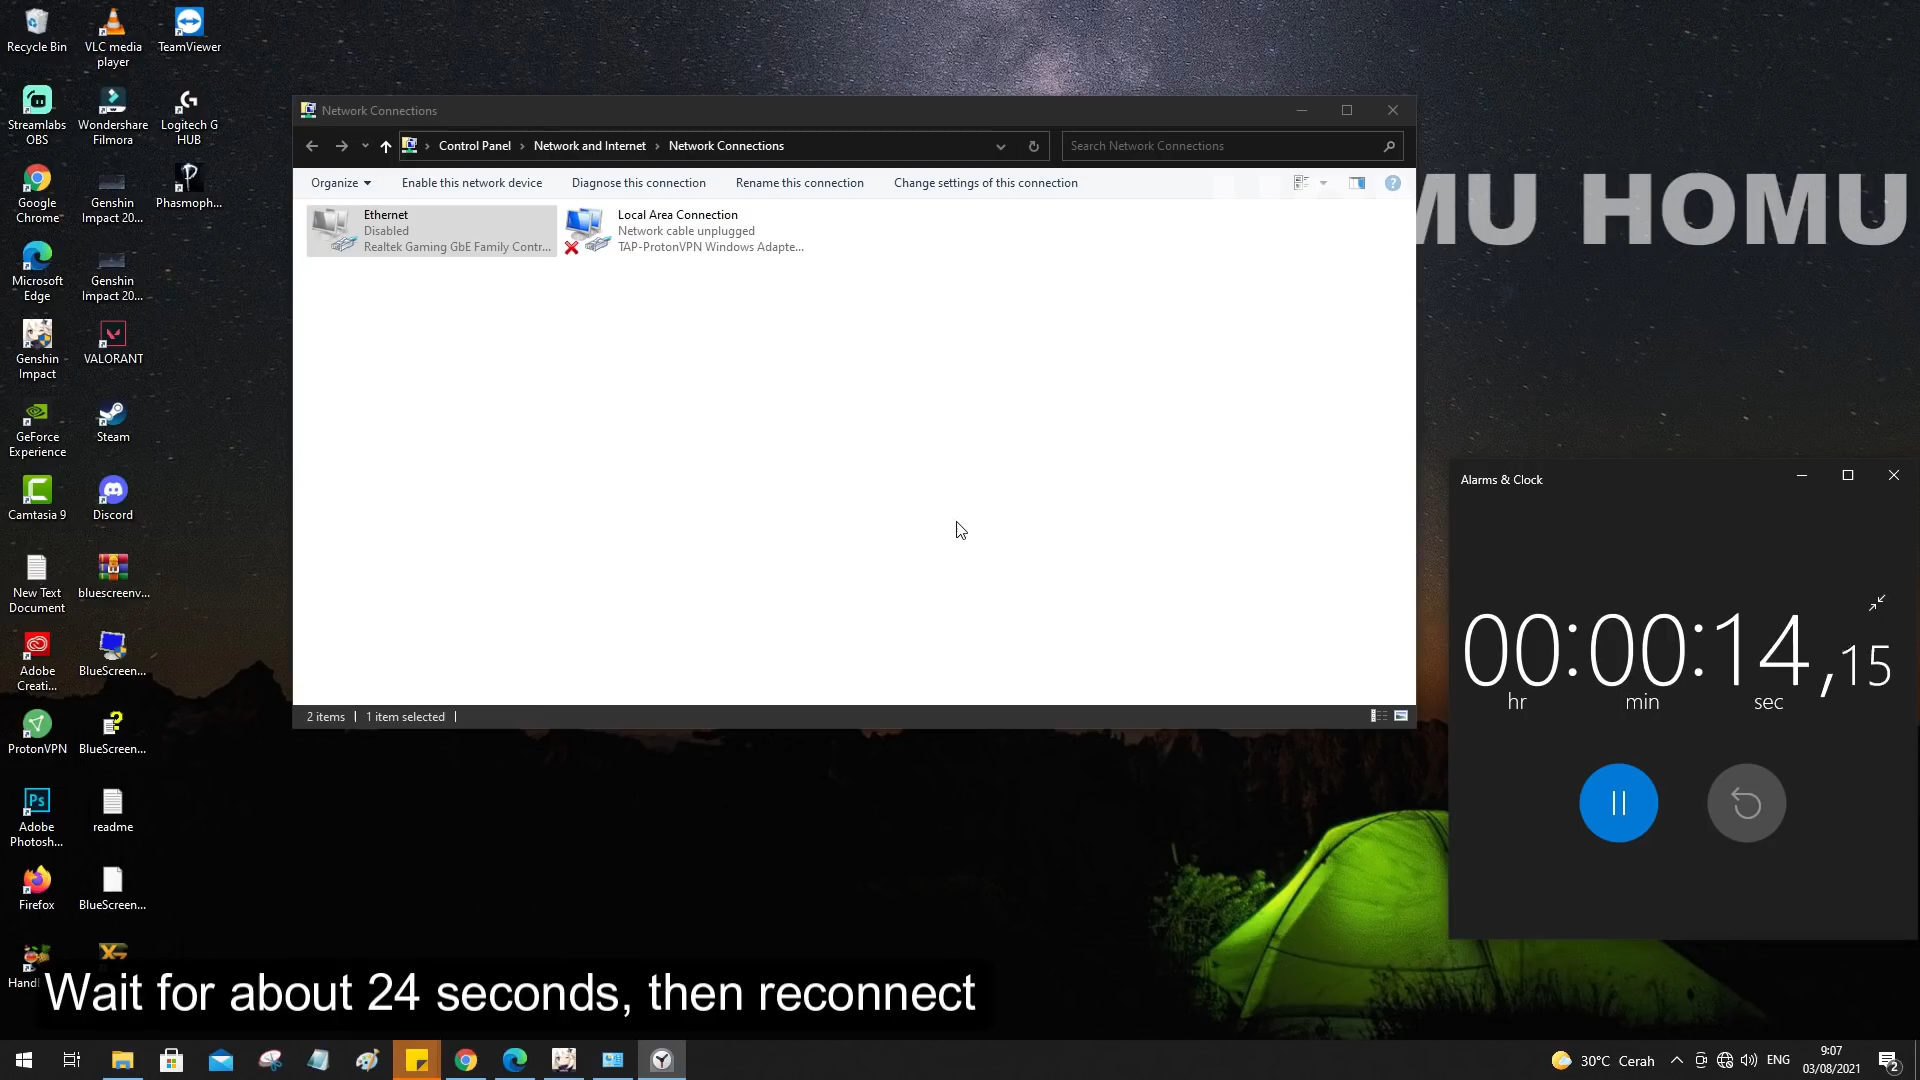 Recycle Bin
VLC media
player
TeamViewer
Streamlabs
OBS
Wondershare
Filmora
Logitech G
HUB
Google
Chrome
Genshin
Impact 20...
Phasmoph...
Microsoft
Edge
Genshin
Impact 20...
Genshin
Impact
VALORANT
GeForce
Experience
Steam
Camtasia 9
Discord
New Text
Document
bluescreenv...
Adobe
Creati...
BlueScreen...
ProtonVPN
BlueScreen...
Adobe
Photosh...
readme
Firefox
BlueScreen...
Network Connections
Control Panel › Network and Internet › Network Connections
Search Network Connections
Organize
Enable this network device
Diagnose this connection
Rename this connection
Change settings of this connection
Ethernet
Disabled
Realtek Gaming GbE Family Contr...
Local Area Connection
Network cable unplugged
TAP-ProtonVPN Windows Adapte...
2 items
1 item selected
MU HOMU
Alarms & Clock
00:00:14,15
hr min sec
Wait for about 24 seconds, then reconnect
30°C Cerah
ENG
9:07
03/08/2021
2